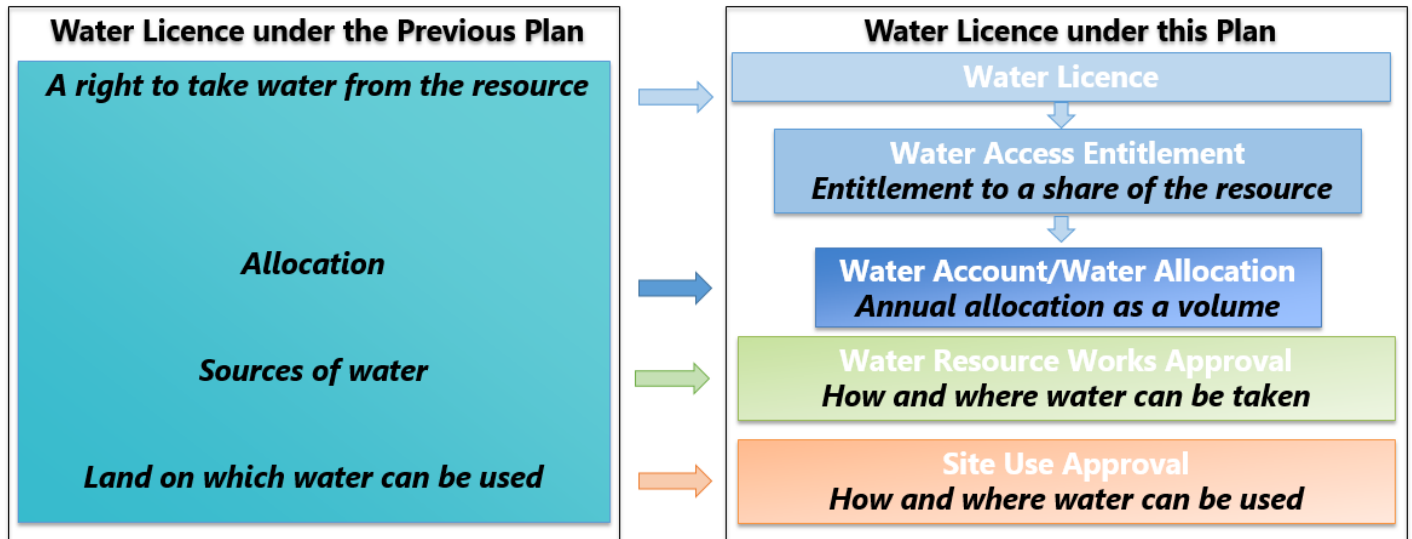 Water Licence under the Previous Plan
A right to take water from the resource
Allocation
Sources of water
Land on which water can be used
Water Licence under this Plan
Water Licence
Water Access Entitlement
Entitlement to a share of the resource
Water Account/Water Allocation
Annual allocation as a volume
Water Resource Works Approval
How and where water can be taken
Site Use Approval
How and where water can be used